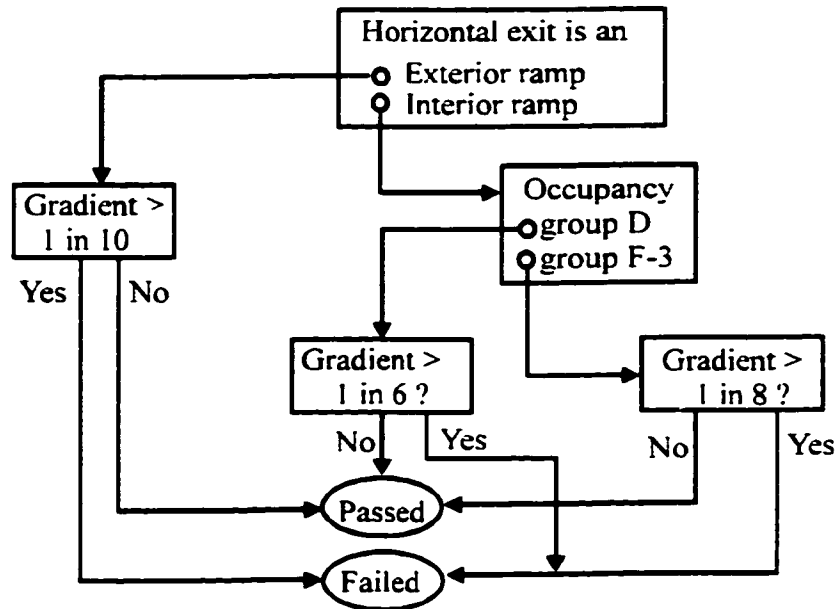 Horizontal exit is an
Exterior ramp
Interior ramp
Gradient >
1 in 10
Yes
No
Occupancy
group D
group F-3
Gradient >
1 in 6 ?
No
Yes
Gradient >
1 in 8 ?
No
Yes
Passed
Failed